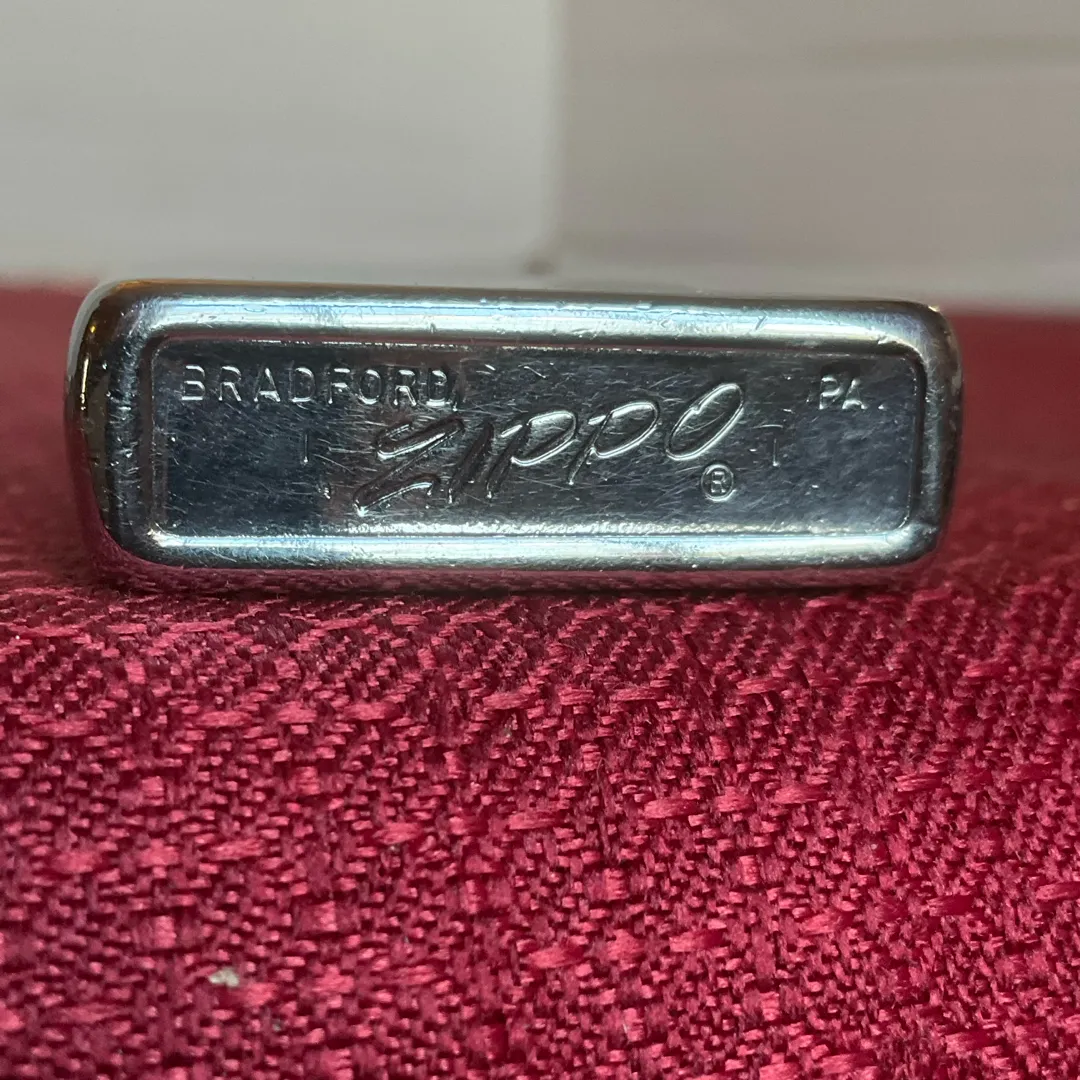 BRADFORD, PA.
| ZIPPO ® |